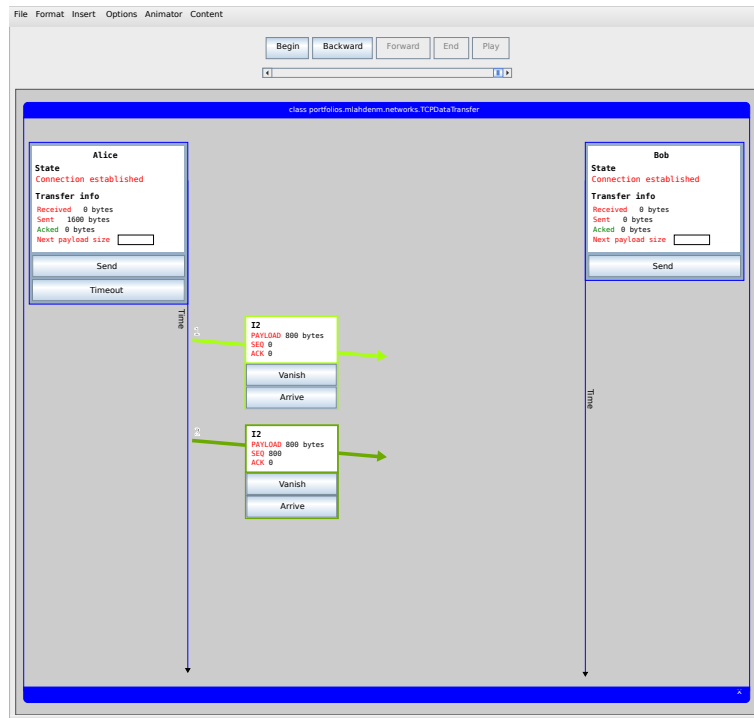 File Format Insert Options Animator Content
Begin Backward Forward End Play
class portfolios.mlahdenm.networks.TCPDataTransfer
Alice
State
Connection established
Transfer info
Received 0 bytes
Sent 1600 bytes
Acked 0 bytes
Next payload size
Send
Timeout
Time
I2
PAYLOAD 800 bytes
SEQ 0
ACK 0
Vanish
Arrive
I2
PAYLOAD 800 bytes
SEQ 800
ACK 0
Vanish
Arrive
Bob
State
Connection established
Transfer info
Received 0 bytes
Sent 0 bytes
Acked 0 bytes
Next payload size
Send
Time